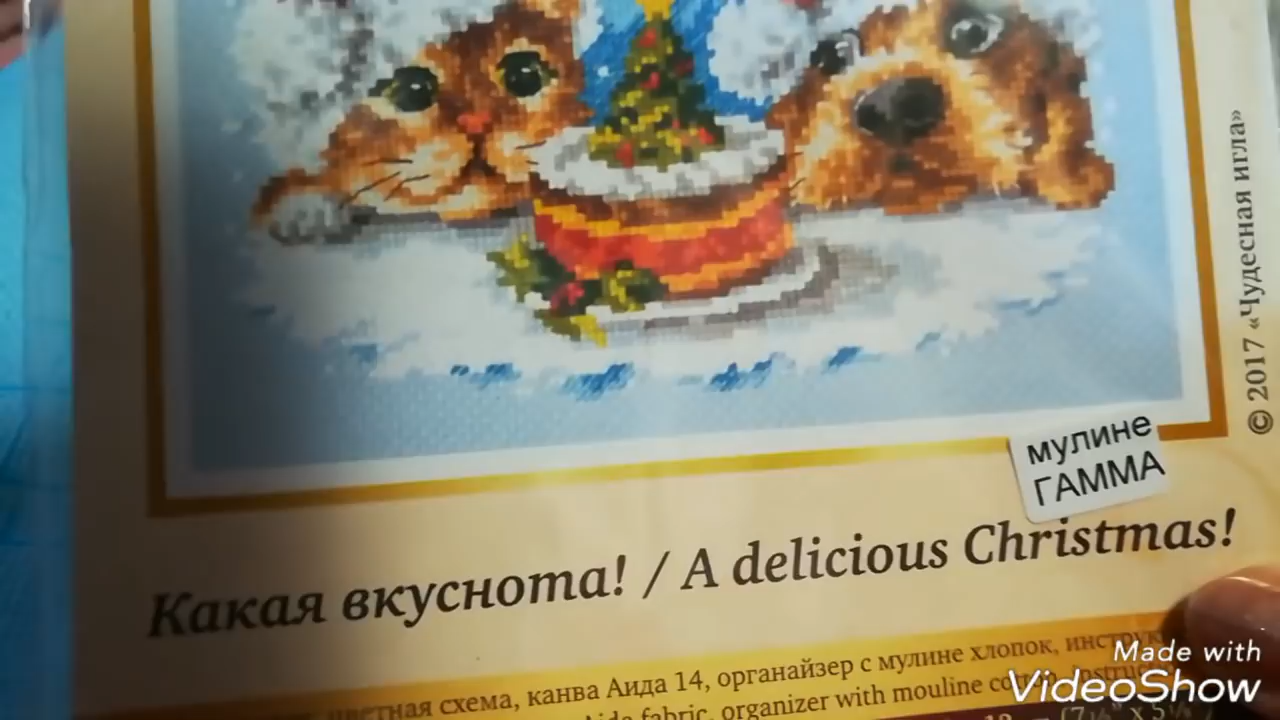 © 2017 «Чудесная игла»
мулине
ГАММА
Какая вкуснота! / A delicious Christmas!
цветная схема, канва Аида 14, органайзер с мулине хлопок,
fabric, organizer with mouline
Made with
VideoShow